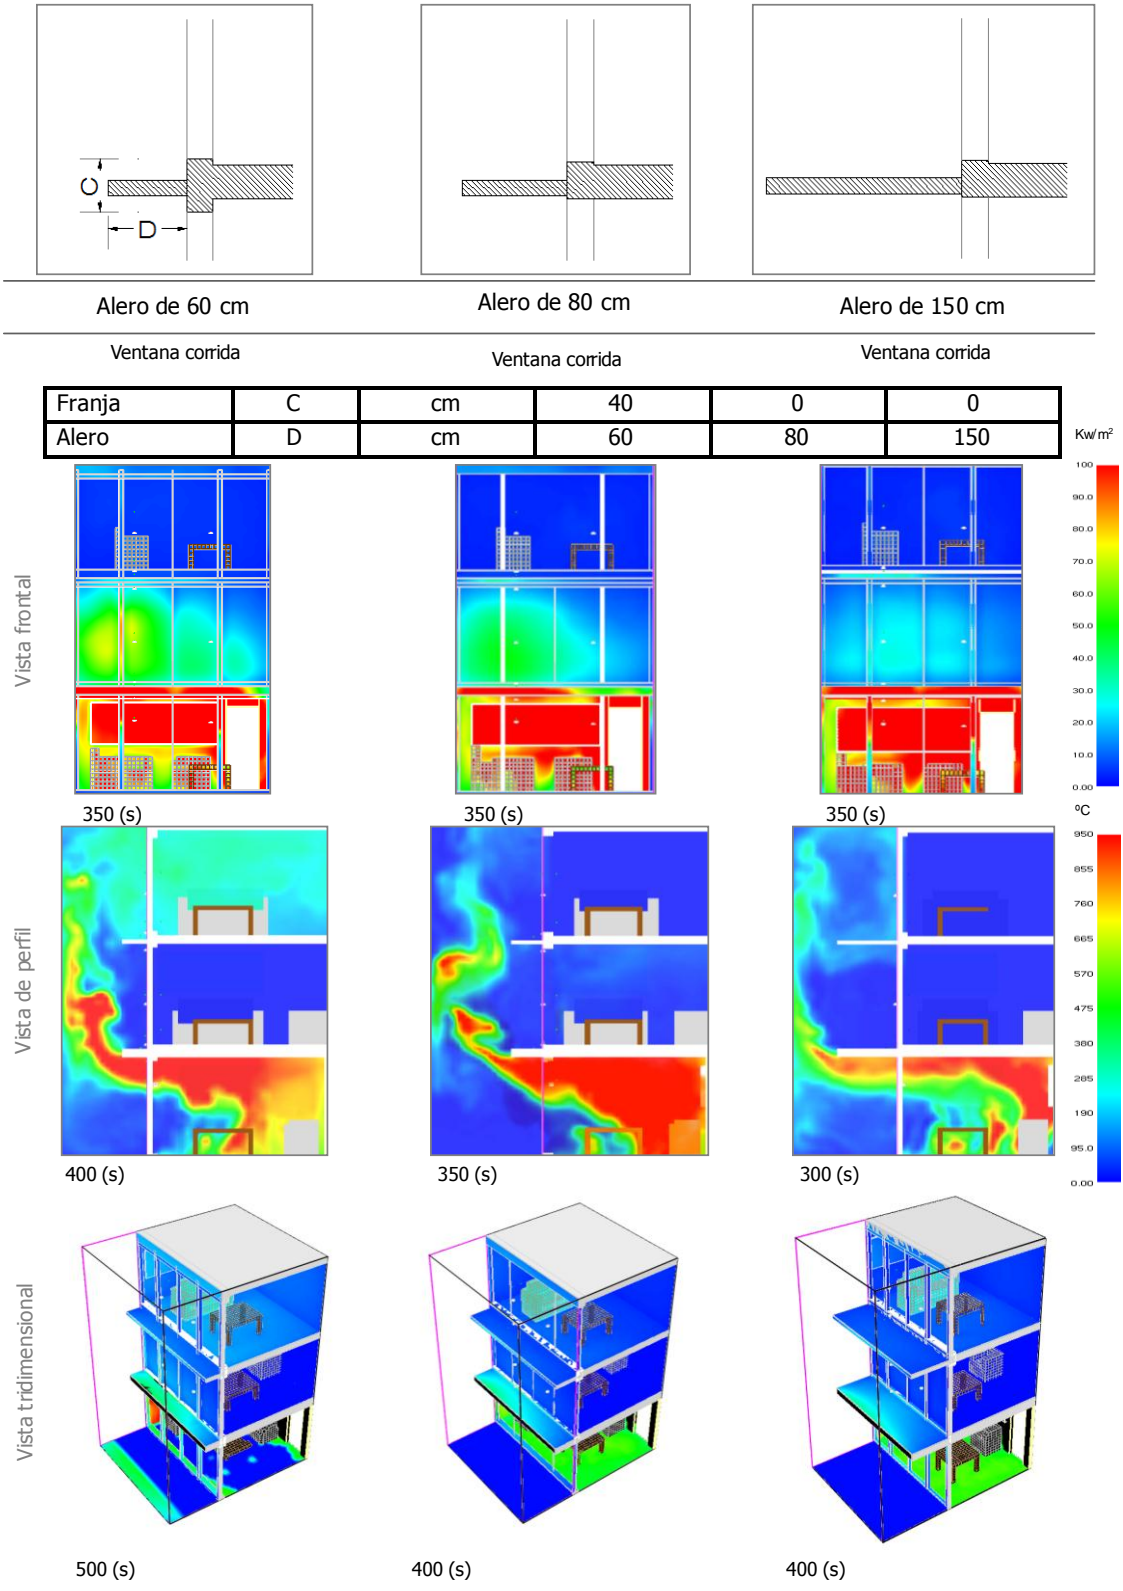 C
D
Alero de 60 cm
Alero de 80 cm
Alero de 150 cm
Ventana corrida
Ventana corrida
Ventana corrida
Franja C cm 40 0 0
Alero D cm 60 80 150
Kw/m²
100
90.0
80.0
70.0
60.0
50.0
40.0
30.0
20.0
10.0
0.00
Vista frontal
350 (s)
350 (s)
350 (s)
ºC
950
855
760
665
570
475
380
285
190
95.0
0.00
Vista de perfil
400 (s)
350 (s)
300 (s)
Vista tridimensional
500 (s)
400 (s)
400 (s)